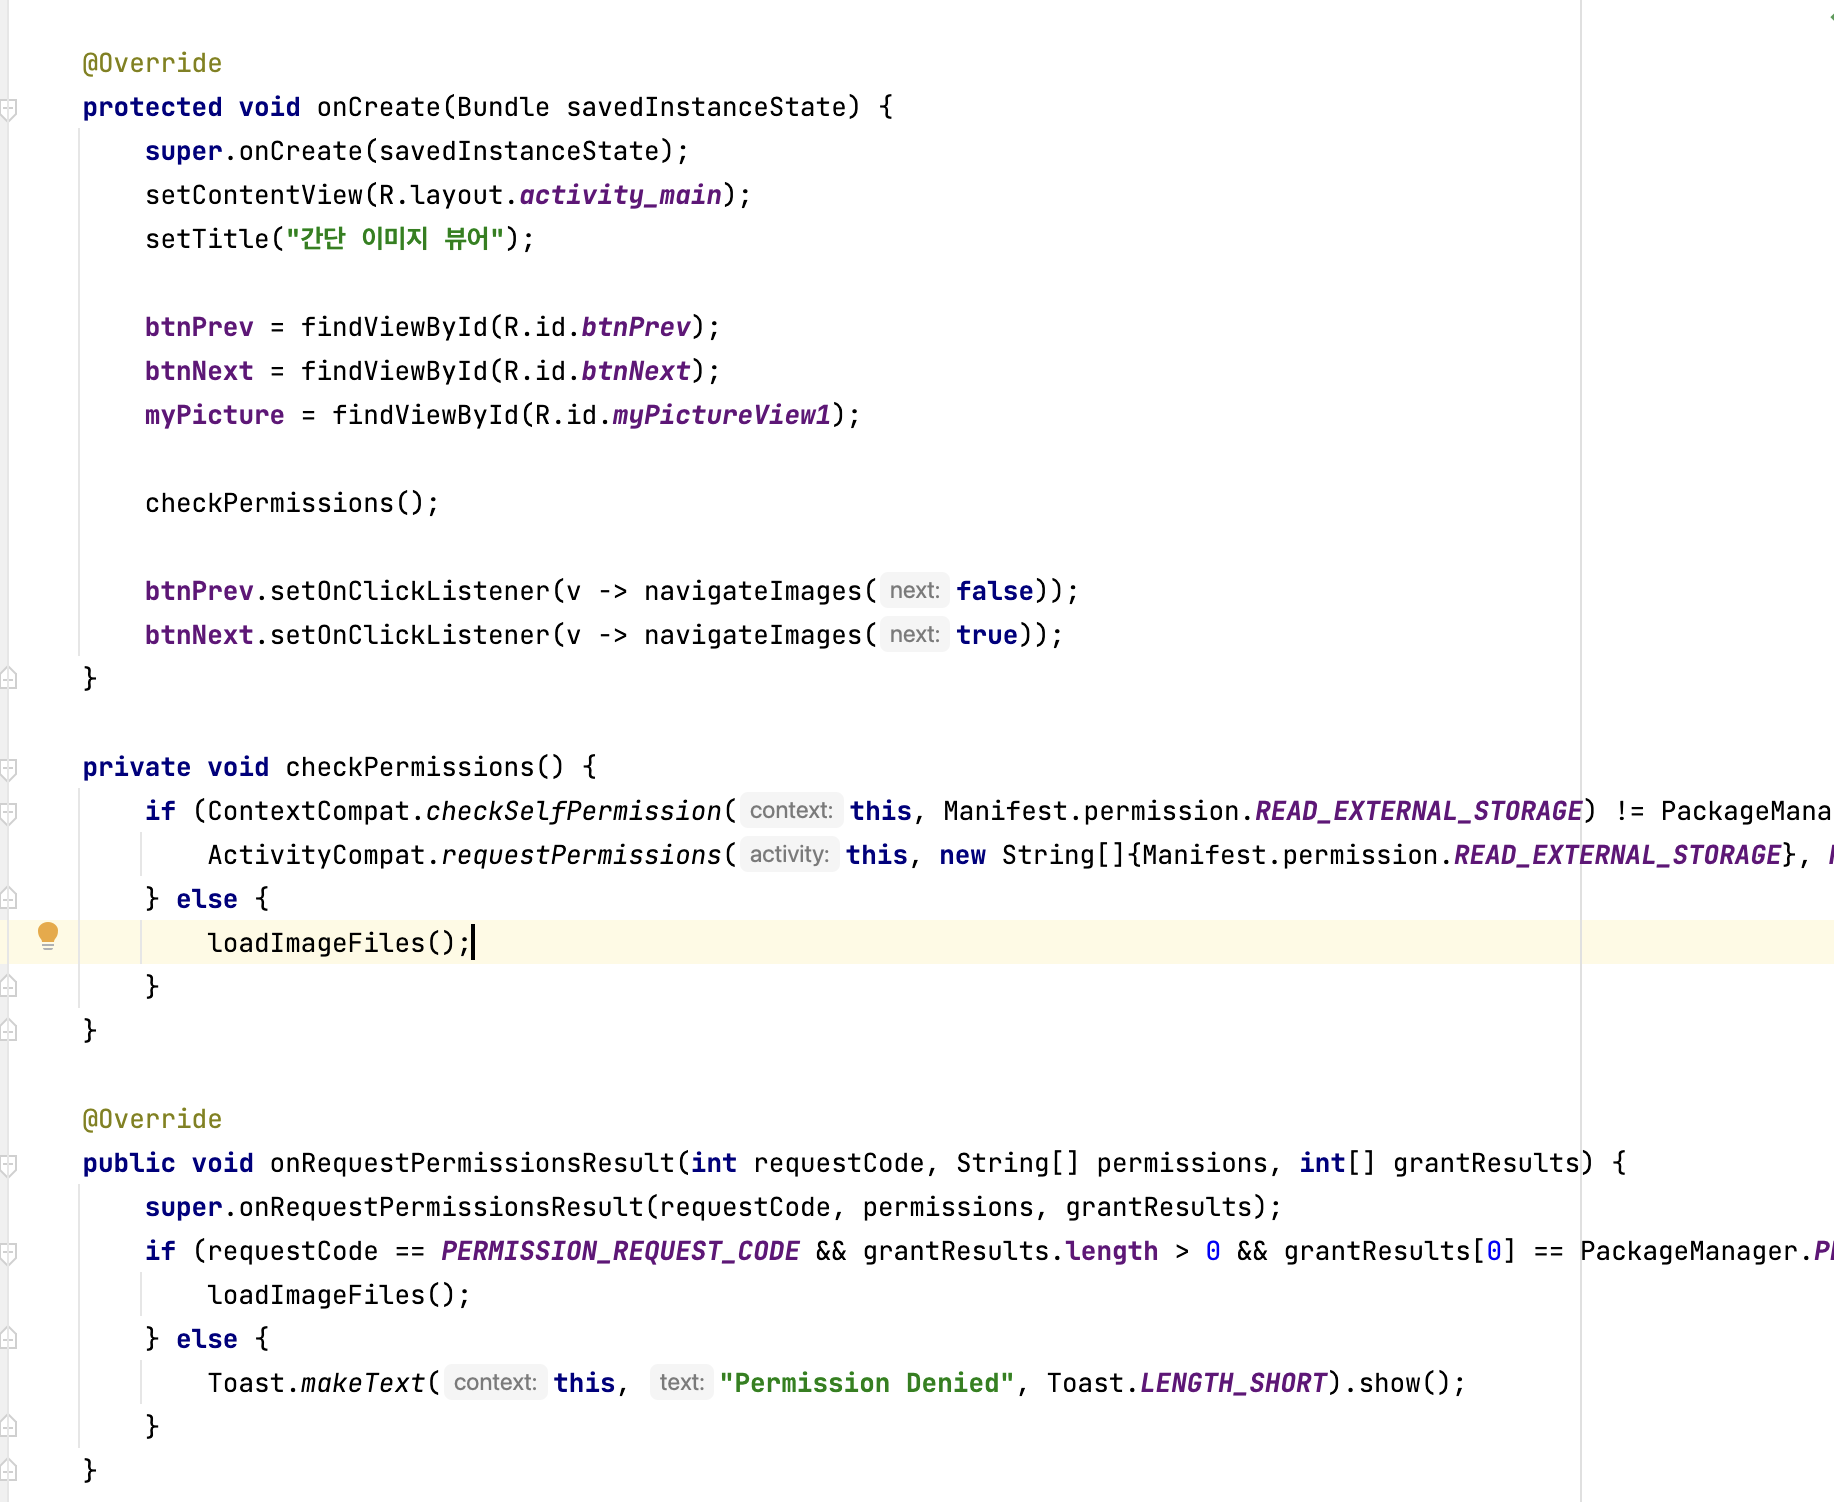 @Override
protected void onCreate(Bundle savedInstanceState) {
super.onCreate(savedInstanceState);
setContentView(R.layout.activity_main);
setTitle("간단 이미지 뷰어");
btnPrev = findViewById(R.id.btnPrev);
btnNext = findViewById(R.id.btnNext);
myPicture = findViewById(R.id.myPictureView1);
checkPermissions();
btnPrev.setOnClickListener(v -> navigateImages( next: false));
btnNext.setOnClickListener(v -> navigateImages( next: true));
}
private void checkPermissions() {
if (ContextCompat.checkSelfPermission( context: this, Manifest.permission.READ_EXTERNAL_STORAGE) != PackageMana
ActivityCompat.requestPermissions( activity: this, new String[]{Manifest.permission.READ_EXTERNAL_STORAGE},
} else {
loadImageFiles();
}
}
@Override
public void onRequestPermissionsResult(int requestCode, String[] permissions, int[] grantResults) {
super.onRequestPermissionsResult(requestCode, permissions, grantResults);
if (requestCode == PERMISSION_REQUEST_CODE && grantResults.length > 0 && grantResults[0] == PackageManager.
loadImageFiles();
} else {
Toast.makeText( context: this, text: "Permission Denied", Toast.LENGTH_SHORT).show();
}
}